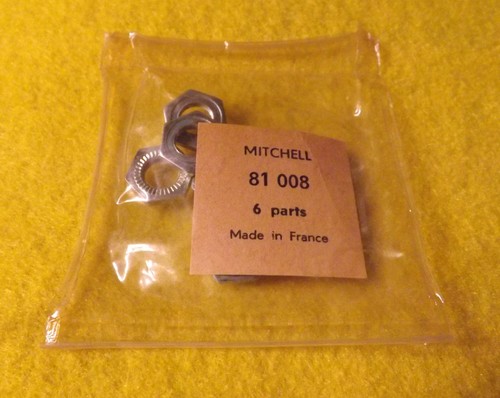 MITCHELL
81 008
6 parts
Made in France